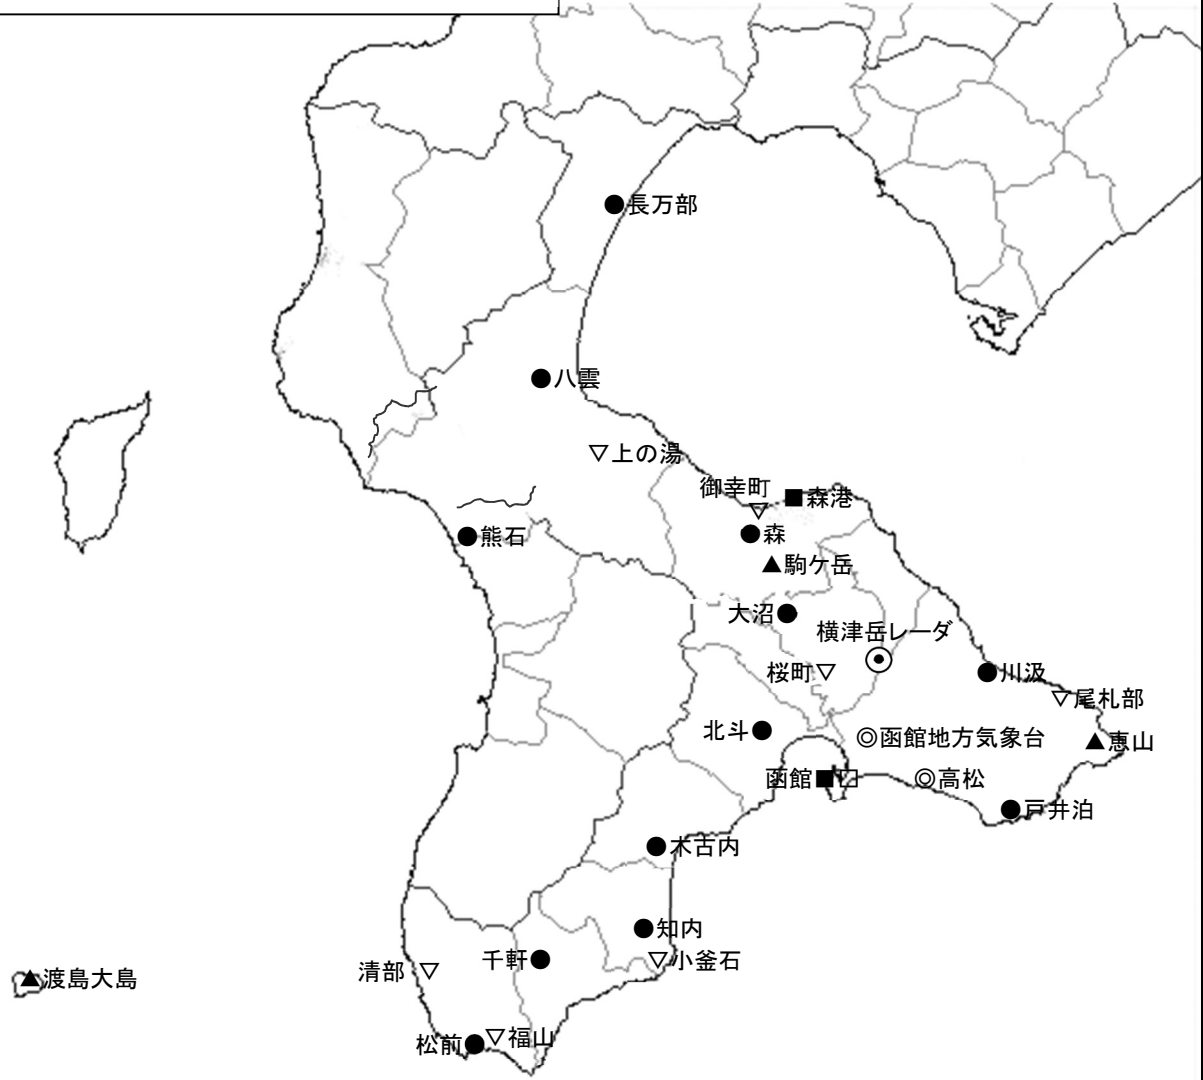 長万部
八雲
▽上の湯
御幸町
▽
■森港
熊石
森
▲駒ケ岳
大沼
横津岳レーダ
桜町▽
川汲
▽尾札部
北斗
◎函館地方気象台
▲恵山
函館■
◎高松
戸井泊
木古内
知内
千軒
▽小釜石
清部 ▽
▲渡島大島
松前
▽福山